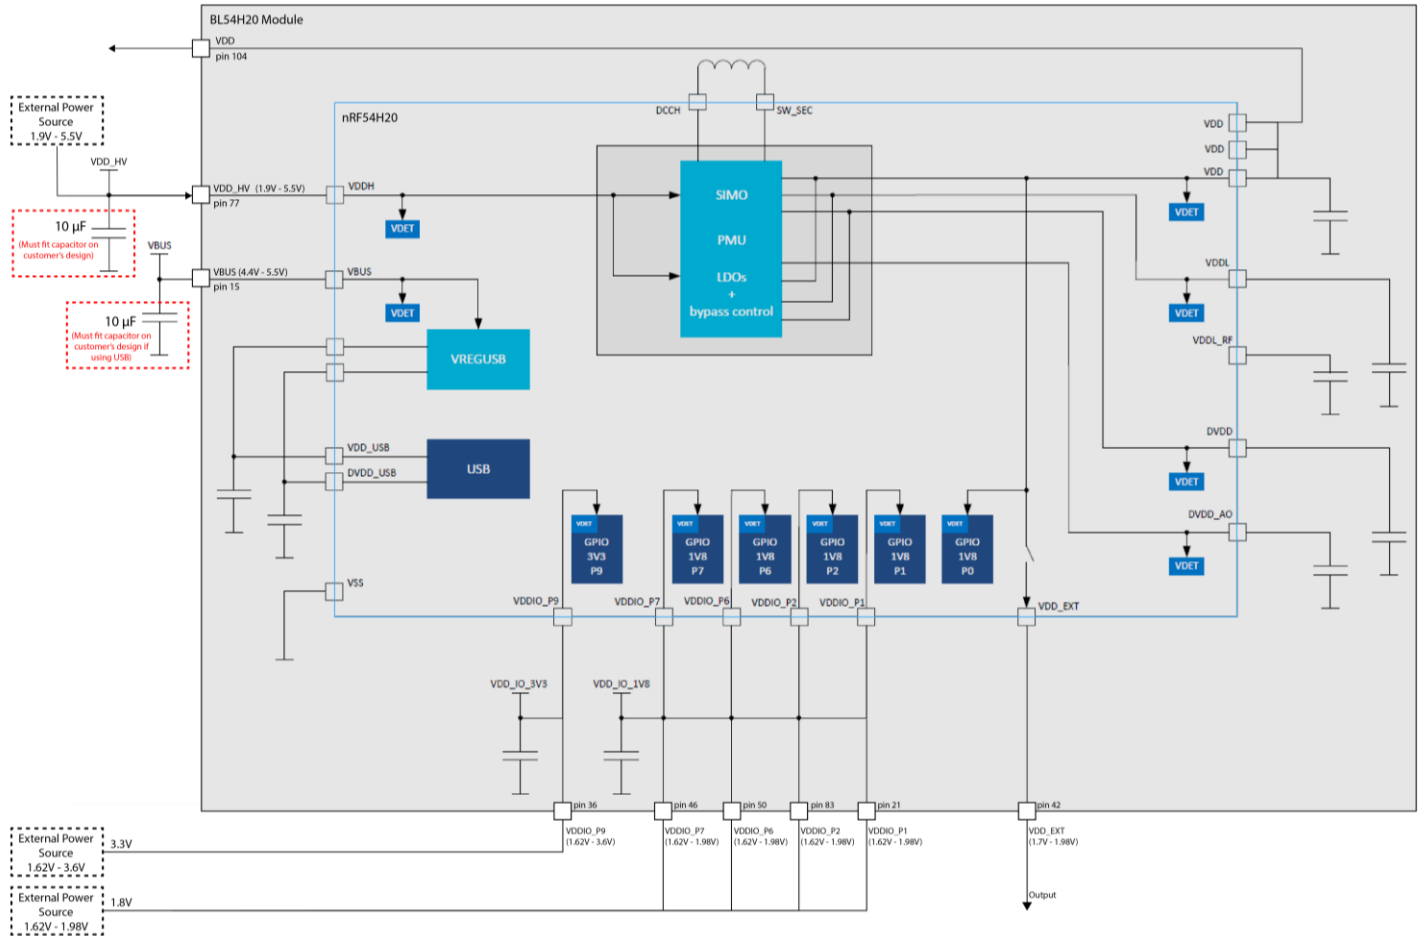 BL54H20 Module
VDD
pin 104
External Power
Source
1.9V - 5.5V
DCCH
SW_SEC
nRF54H20
VDD
VDD
VDD
VDD_HV
VDD_HV (1.9V - 5.5V)
pin 77
VDDH
VDET
SIMO
PMU
LDOs
+
bypass control
VDET
10 µF
(Must fit capacitor on
customer's design)
VBUS
VBUS (4.4V - 5.5V)
pin 15
VBUS
VDET
VDDL
VDET
10 µF
(Must fit capacitor on
customer's design if
using USB)
VREGUSB
VDDL_RF
VDD_USB
DVDD_USB
USB
DVDD
VDET
DVDD_AO
VDET
VDET
GPIO
3V3
P9
VDET
GPIO
1V8
P7
VDET
GPIO
1V8
P6
VDET
GPIO
1V8
P2
VDET
GPIO
1V8
P1
VDET
GPIO
1V8
P0
VSS
VDDIO_P9
VDDIO_P7
VDDIO_P6
VDDIO_P2
VDDIO_P1
VDD_EXT
VDD_IO_3V3
VDD_IO_1V8
pin 36
pin 46
pin 50
pin 83
pin 21
pin 42
VDDIO_P9
(1.62V - 3.6V)
VDDIO_P7
(1.62V - 1.98V)
VDDIO_P6
(1.62V - 1.98V)
VDDIO_P2
(1.62V - 1.98V)
VDDIO_P1
(1.62V - 1.98V)
VDD_EXT
(1.7V - 1.98V)
External Power
Source
1.62V - 3.6V
3.3V
External Power
Source
1.62V - 1.98V
1.8V
Output